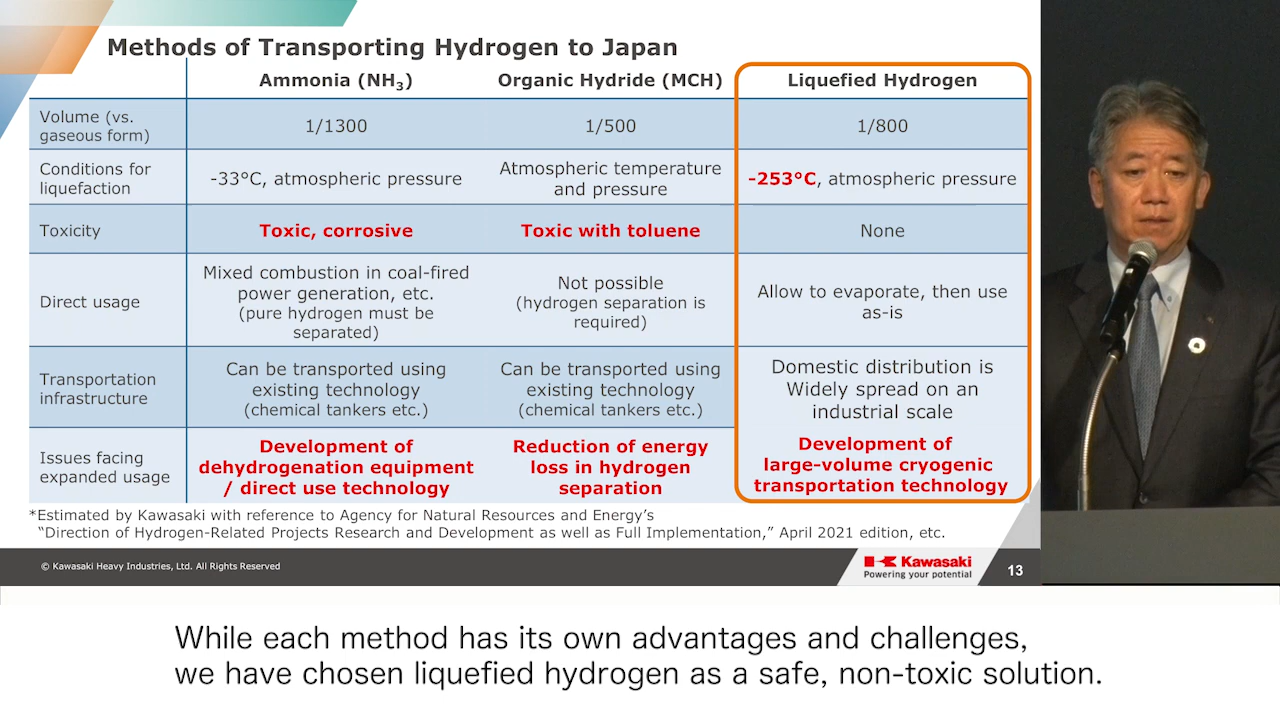 Methods of Transporting Hydrogen to Japan
Ammonia (NH₃)
Organic Hydride (MCH)
Liquefied Hydrogen
Volume (vs.
gaseous form)
1/1300
1/500
1/800
Conditions for
liquefaction
-33°C, atmospheric pressure
Atmospheric temperature
and pressure
-253°C, atmospheric pressure
Toxicity
Toxic, corrosive
Toxic with toluene
None
Direct usage
Mixed combustion in coal-fired
power generation, etc.
(pure hydrogen must be
separated)
Not possible
(hydrogen separation is
required)
Allow to evaporate, then use
as-is
Transportation
infrastructure
Can be transported using
existing technology
(chemical tankers etc.)
Can be transported using
existing technology
(chemical tankers etc.)
Domestic distribution is
Widely spread on an
industrial scale
Issues facing
expanded usage
Development of
dehydrogenation equipment
/ direct use technology
Reduction of energy
loss in hydrogen
separation
Development of
large-volume cryogenic
transportation technology
*Estimated by Kawasaki with reference to Agency for Natural Resources and Energy’s
“Direction of Hydrogen-Related Projects Research and Development as well as Full Implementation,” April 2021 edition, etc.
© Kawasaki Heavy Industries, Ltd. All Rights Reserved
Kawasaki
Powering your potential
13
While each method has its own advantages and challenges,
we have chosen liquefied hydrogen as a safe, non-toxic solution.